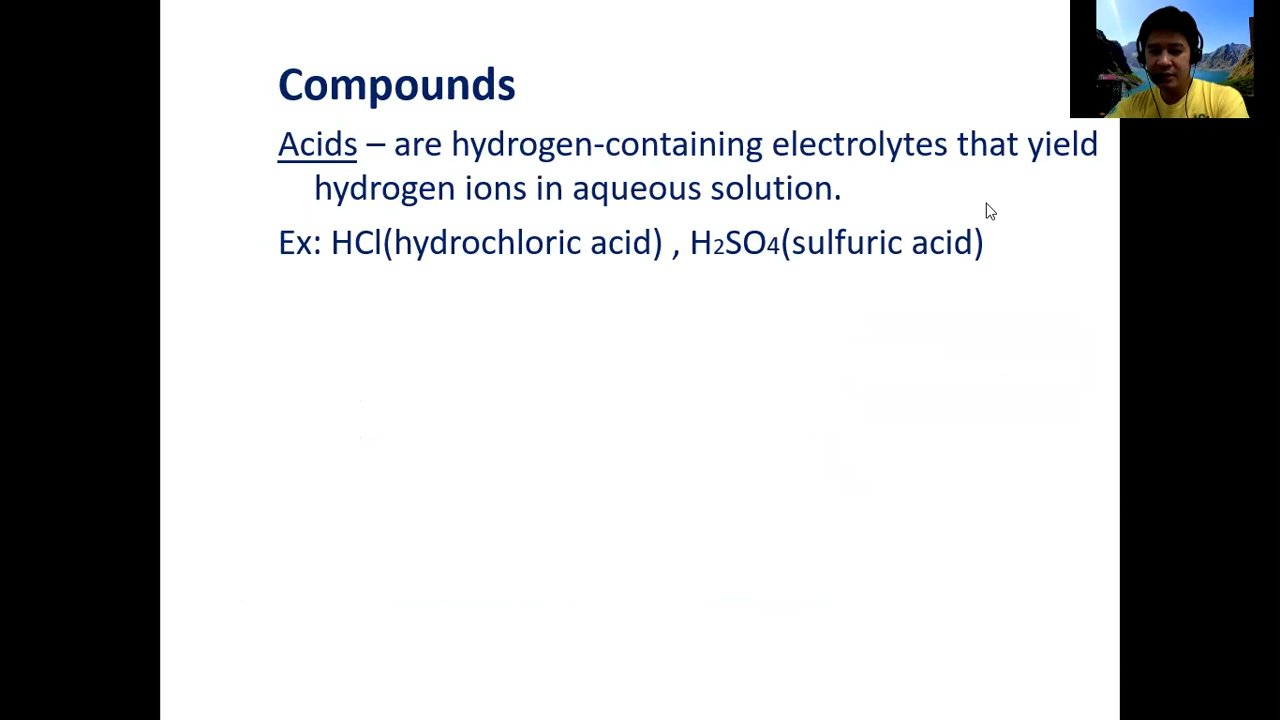 Compounds
Acids – are hydrogen-containing electrolytes that yield
hydrogen ions in aqueous solution.
Ex: HCl(hydrochloric acid) , H2SO4(sulfuric acid)